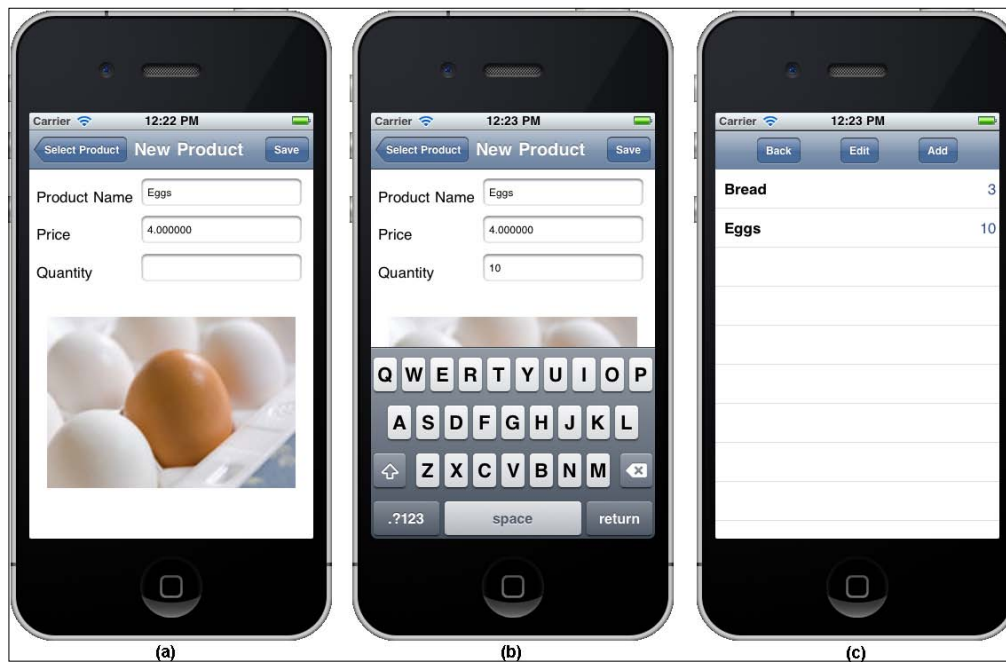 Carrier 12:22 PM
Select Product New Product Save
Product Name Eggs
Price 4.000000
Quantity
(a)
Carrier 12:23 PM
Select Product New Product Save
Product Name Eggs
Price 4.000000
Quantity 10
Q W E R T Y U I O P
A S D F G H J K L
Z X C V B N M
.?123 space return
(b)
Carrier 12:23 PM
Back Edit Add
Bread 3
Eggs 10
(c)